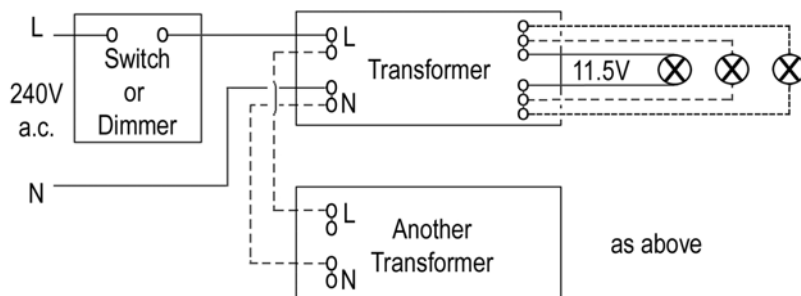 L
240V
a.c.
N
Switch
or
Dimmer
L
N
Transformer
11.5V
L
N
Another
Transformer
as above